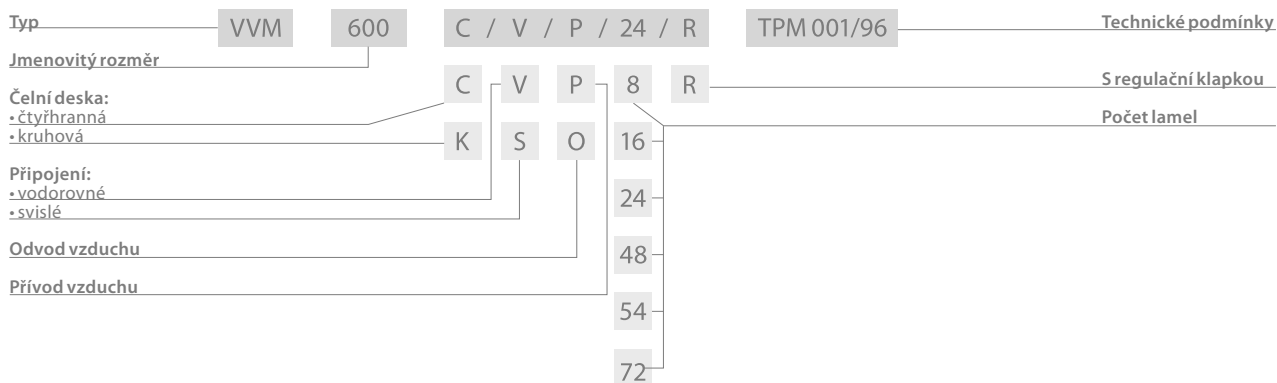 Typ VVM 600 C / V / P / 24 / R TPM 001/96 Technické podmínky
Jmenovitý rozměr
C V P 8 R S regulační klapkou
Čelní deska:
• čtyřhranná
• kruhová
Počet lamel
K S O 16
Připojení:
• vodorovné
• svislé
24
Odvod vzduchu
48
Přívod vzduchu
54
72